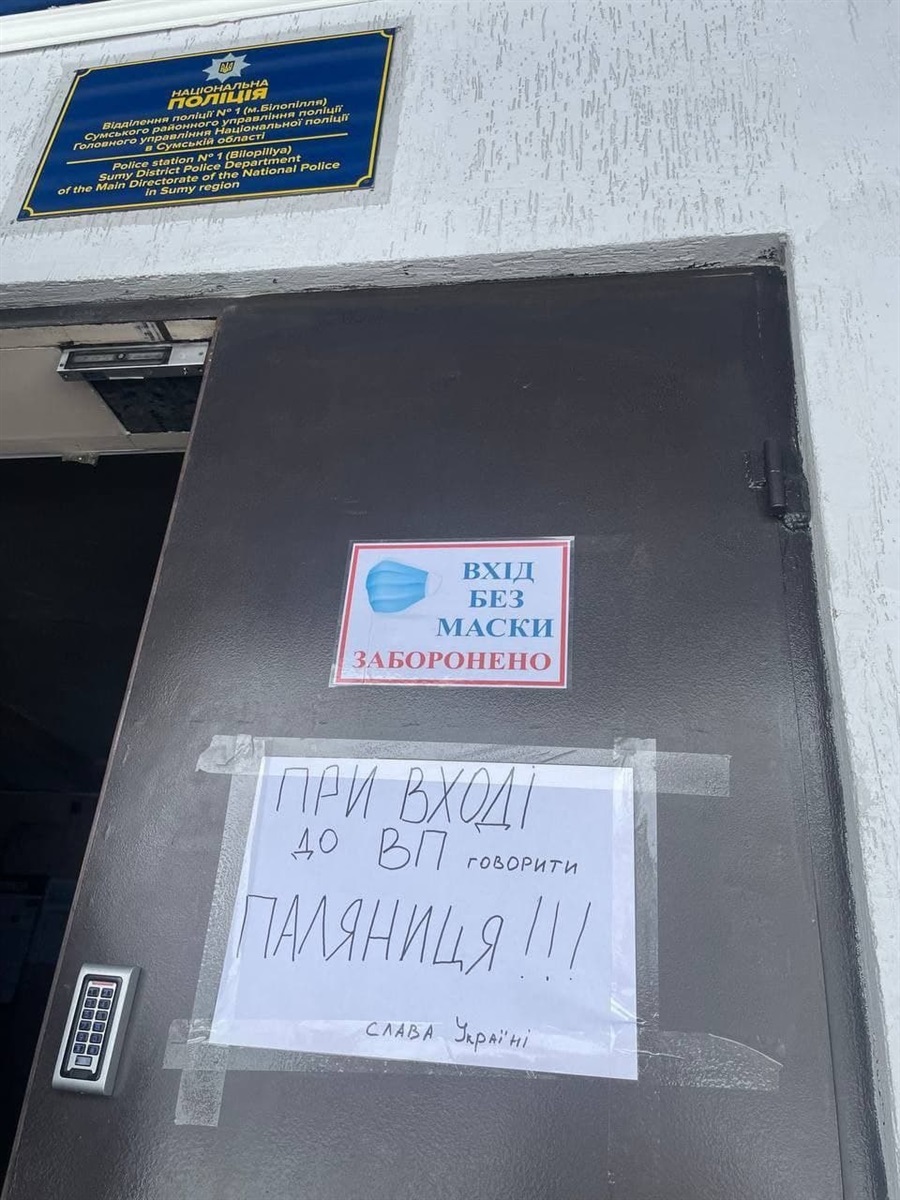 НАЦІОНАЛЬНА
ПОЛІЦІЯ
Відділення поліції № 1 (м.Білопілля)
Сумського районного управління поліції
Головного управління Національної поліції
в Сумській області
Police station № 1 (Bilopillya)
Sumy District Police Department
of the Main Directorate of the National Police
in Sumy region
ВХІД
БЕЗ
МАСКИ
ЗАБОРОНЕНО
ПРИ ВХОДІ
ДО ВП ГОВОРИТИ
ПАЛЯНИЦЯ!!!
СЛАВА Україні